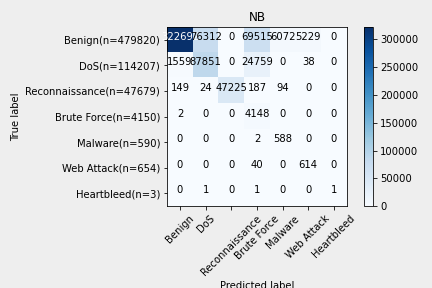 NB
Benign(n=479820) 76312 0 69515 6072 5229 0
DoS(n=114207) 1559 87851 0 24759 0 38 0
Reconnaissance(n=47679) 149 24 47225 187 94 0 0
Brute Force(n=4150) 2 0 0 4148 0 0 0
Malware(n=590) 0 0 0 2 588 0 0
Web Attack(n=654) 0 0 0 40 0 614 0
Heartbleed(n=3) 0 1 0 1 0 0 1
True label
Benign
DoS
Reconnaissance
Brute Force
Malware
Web Attack
Heartbleed
Predicted label
300000
250000
200000
150000
100000
50000
0